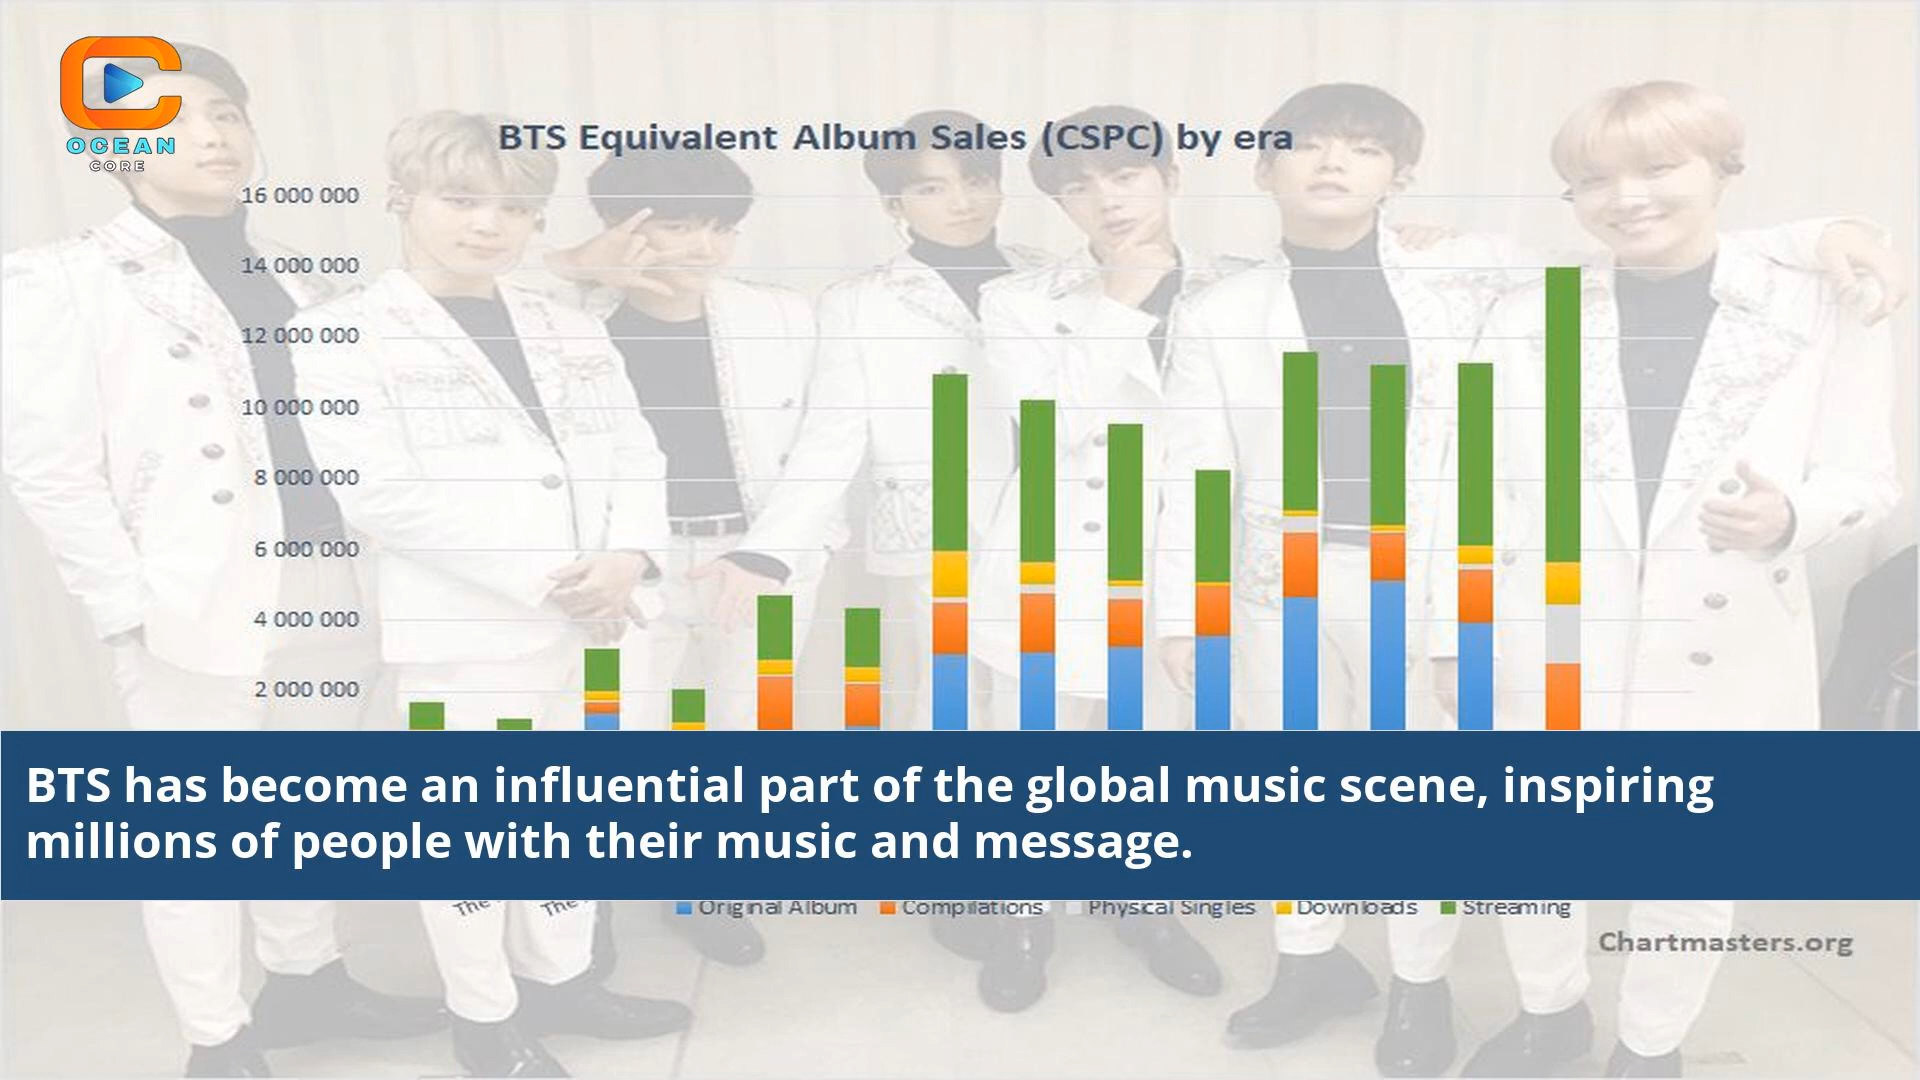 OCEAN
CORE
BTS Equivalent Album Sales (CSPC) by era
16 000 000
14 000 000
12 000 000
10 000 000
8 000 000
6 000 000
4 000 000
2 000 000
BTS has become an influential part of the global music scene, inspiring
millions of people with their music and message.
The
The
Original Album Compilations Physical Singles Downloads Streaming
Chartmasters.org